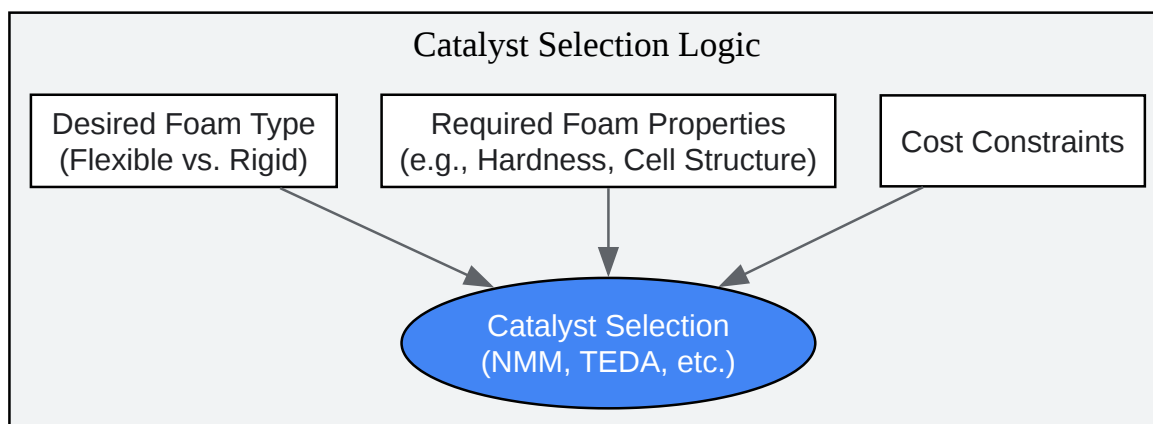 Catalyst Selection Logic
Desired Foam Type
(Flexible vs. Rigid)
Required Foam Properties
(e.g., Hardness, Cell Structure)
Cost Constraints
Catalyst Selection
(NMM, TEDA, etc.)